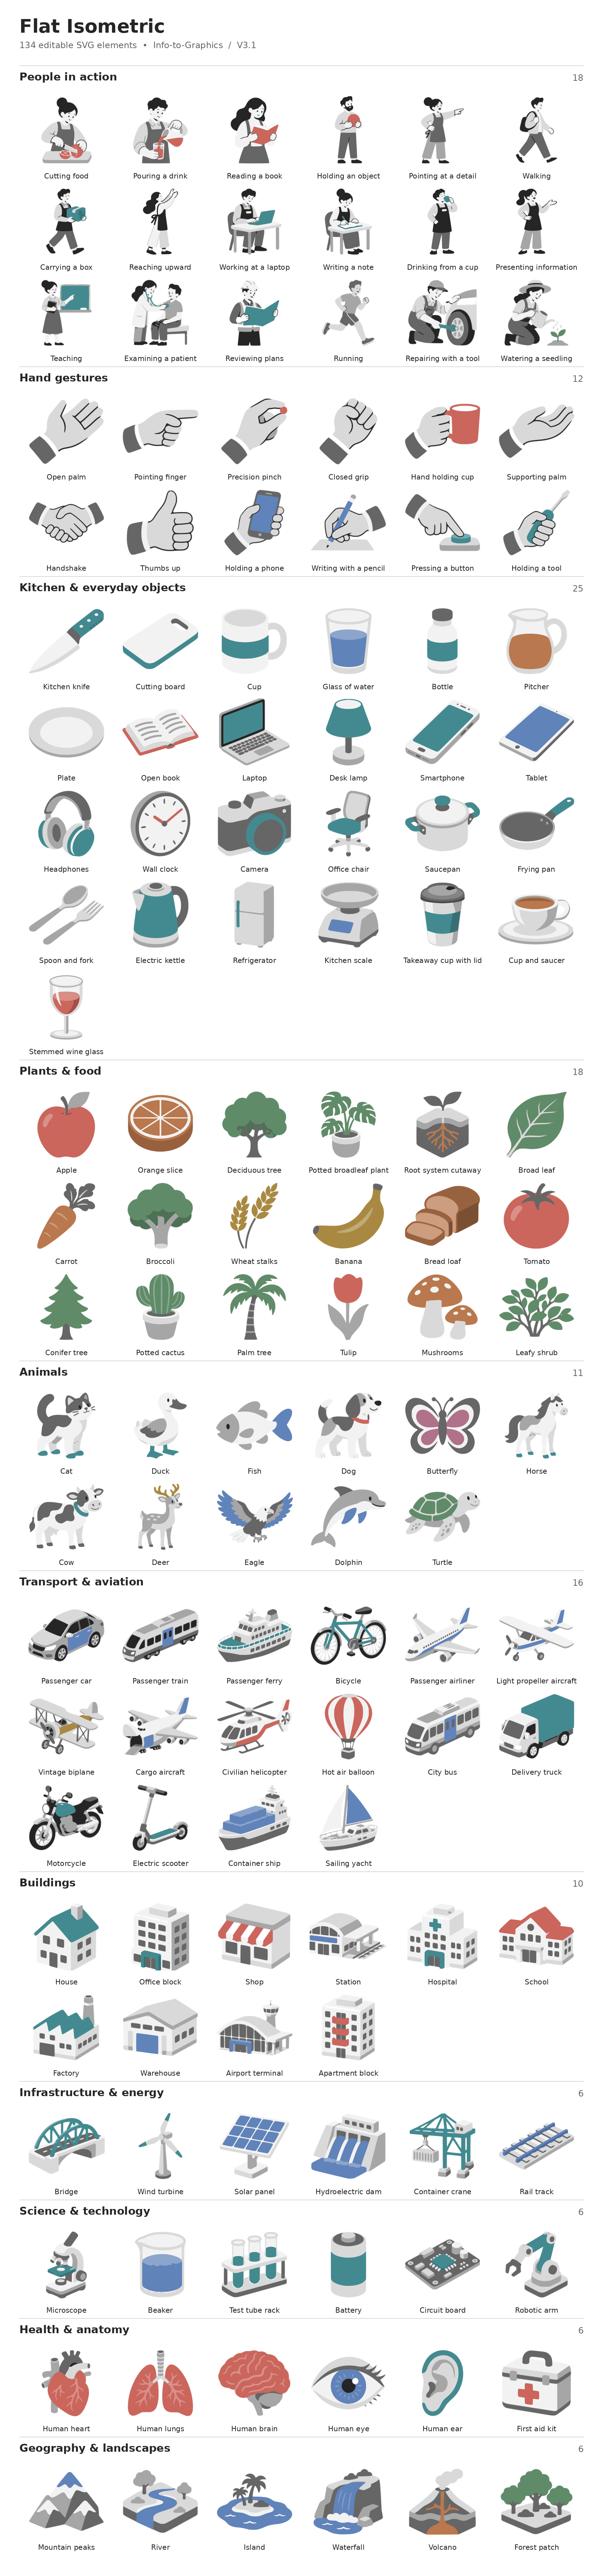 Flat Isometric
134 editable SVG elements • Info-to-Graphics / V3.1
People in action 18
Cutting food Pouring a drink Reading a book Holding an object Pointing at a detail Walking
Carrying a box Reaching upward Working at a laptop Writing a note Drinking from a cup Presenting information
Teaching Examining a patient Reviewing plans Running Repairing with a tool Watering a seedling
Hand gestures 12
Open palm Pointing finger Precision pinch Closed grip Hand holding cup Supporting palm
Handshake Thumbs up Holding a phone Writing with a pencil Pressing a button Holding a tool
Kitchen & everyday objects 25
Kitchen knife Cutting board Cup Glass of water Bottle Pitcher
Plate Open book Laptop Desk lamp Smartphone Tablet
Headphones Wall clock Camera Office chair Saucepan Frying pan
Spoon and fork Electric kettle Refrigerator Kitchen scale Takeaway cup with lid Cup and saucer
Stemmed wine glass
Plants & food 18
Apple Orange slice Deciduous tree Potted broadleaf plant Root system cutaway Broad leaf
Carrot Broccoli Wheat stalks Banana Bread loaf Tomato
Conifer tree Potted cactus Palm tree Tulip Mushrooms Leafy shrub
Animals 11
Cat Duck Fish Dog Butterfly Horse
Cow Deer Eagle Dolphin Turtle
Transport & aviation 16
Passenger car Passenger train Passenger ferry Bicycle Passenger airliner Light propeller aircraft
Vintage biplane Cargo aircraft Civilian helicopter Hot air balloon City bus Delivery truck
Motorcycle Electric scooter Container ship Sailing yacht
Buildings 10
House Office block Shop Station Hospital School
Factory Warehouse Airport terminal Apartment block
Infrastructure & energy 6
Bridge Wind turbine Solar panel Hydroelectric dam Container crane Rail track
Science & technology 6
Microscope Beaker Test tube rack Battery Circuit board Robotic arm
Health & anatomy 6
Human heart Human lungs Human brain Human eye Human ear First aid kit
Geography & landscapes 6
Mountain peaks River Island Waterfall Volcano Forest patch